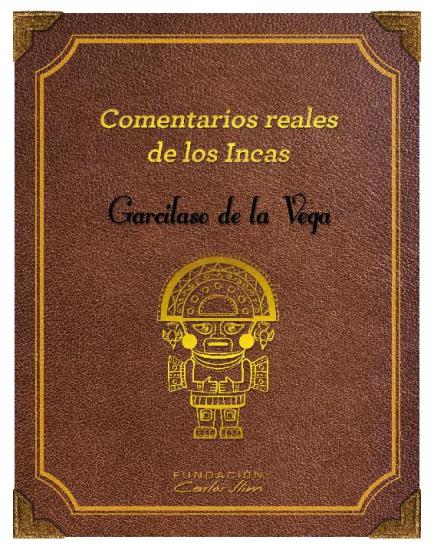 Comentarios reales
de los Incas
Garcilaso de la Vega
FUNDACIÓN
Carlos Slim